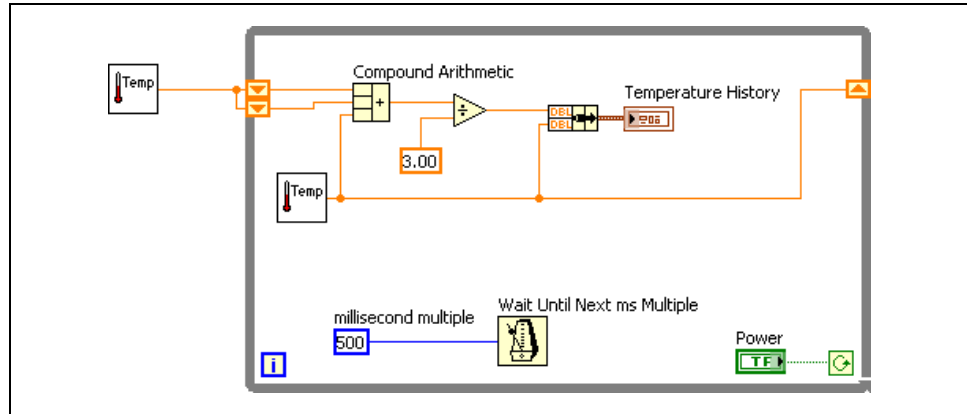 Temp
Compound Arithmetic
+
÷
3.00
DBL
DBL
Temperature History
Temp
millisecond multiple
500
Wait Until Next ms Multiple
Power
TF
i